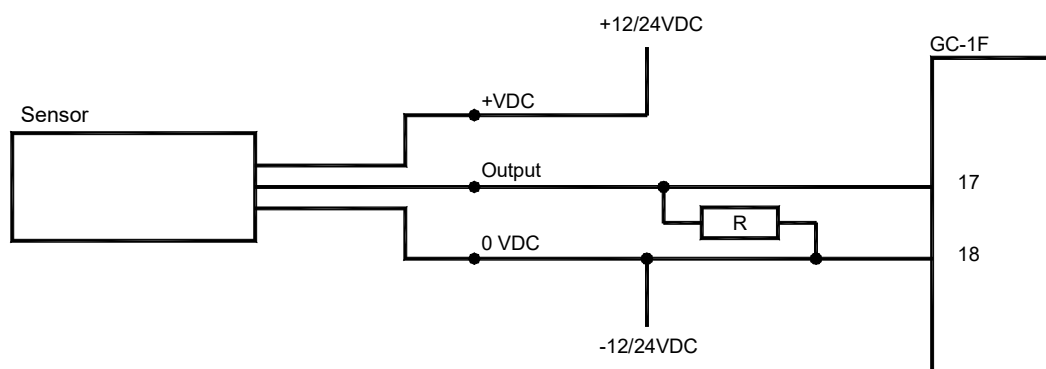 +12/24VDC
GC-1F
+VDC
Sensor
Output
17
R
0 VDC
18
-12/24VDC